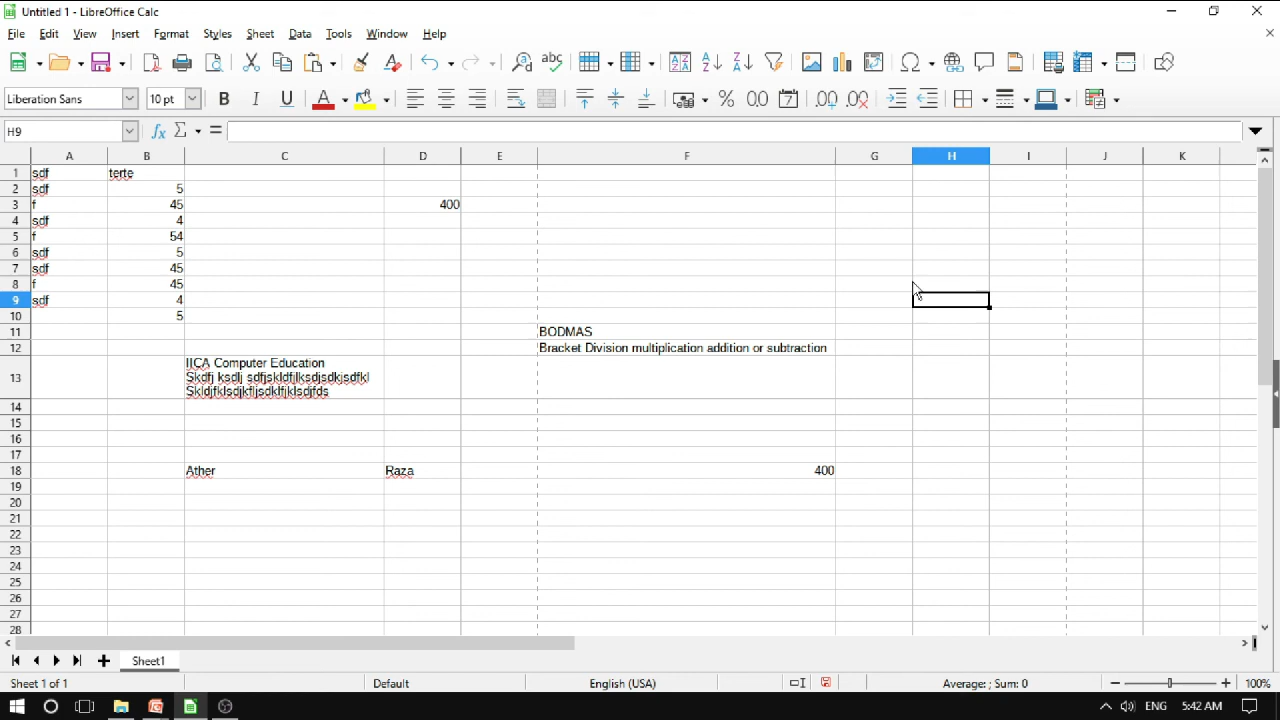 Untitled 1 - LibreOffice Calc
File Edit View Insert Format Styles Sheet Data Tools Window Help
Liberation Sans 10 pt
H9
A B C D E F G H I J K
1 sdf terte
2 sdf 5
3 f 45 400
4 sdf 4
5 f 54
6 sdf 5
7 sdf 45
8 f 45
9 sdf 4
10 5
11 BODMAS
12 Bracket Division multiplication addition or subtraction
IICA Computer Education
13 Skdfj ksdlj sdfjskldfjlksdjsdkjsdfkl
Skldjfklsdjkfljsdklfjklsdjfds
14
15
16
17
18 Ather Raza 400
19
20
21
22
23
24
25
26
27
28
Sheet1
Sheet 1 of 1 Default English (USA) Average: ; Sum: 0 100%
ENG 5:42 AM